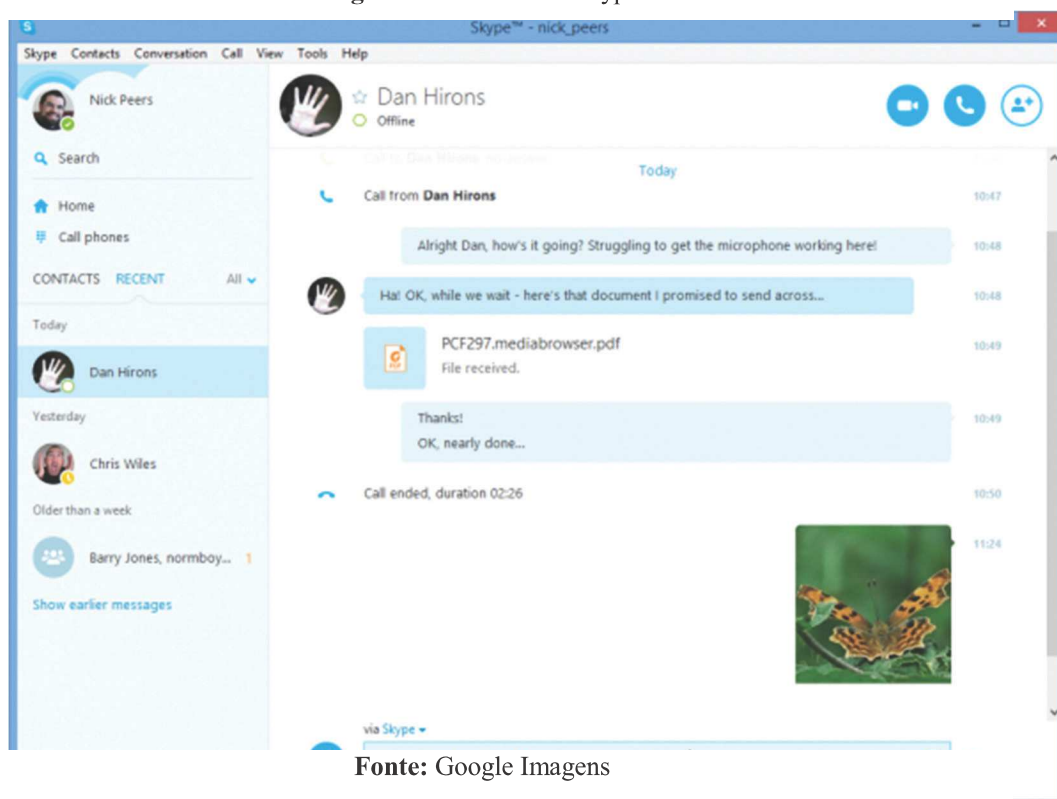 Skype™ - nick_peers
Skype Contacts Conversation Call View Tools Help
Nick Peers
Search
Home
Call phones
CONTACTS RECENT All
Today
Dan Hirons
Yesterday
Chris Wiles
Older than a week
Barry Jones, normboy... 1
Show earlier messages
Dan Hirons
Offline
Today
Call from Dan Hirons 10:47
Alright Dan, how's it going? Struggling to get the microphone working here! 10:48
Ha! OK, while we wait - here's that document I promised to send across... 10:48
PCF297.mediabrowser.pdf 10:49
File received.
Thanks! 10:49
OK, nearly done...
Call ended, duration 02:26 10:50
11:24
via Skype
Fonte: Google Imagens